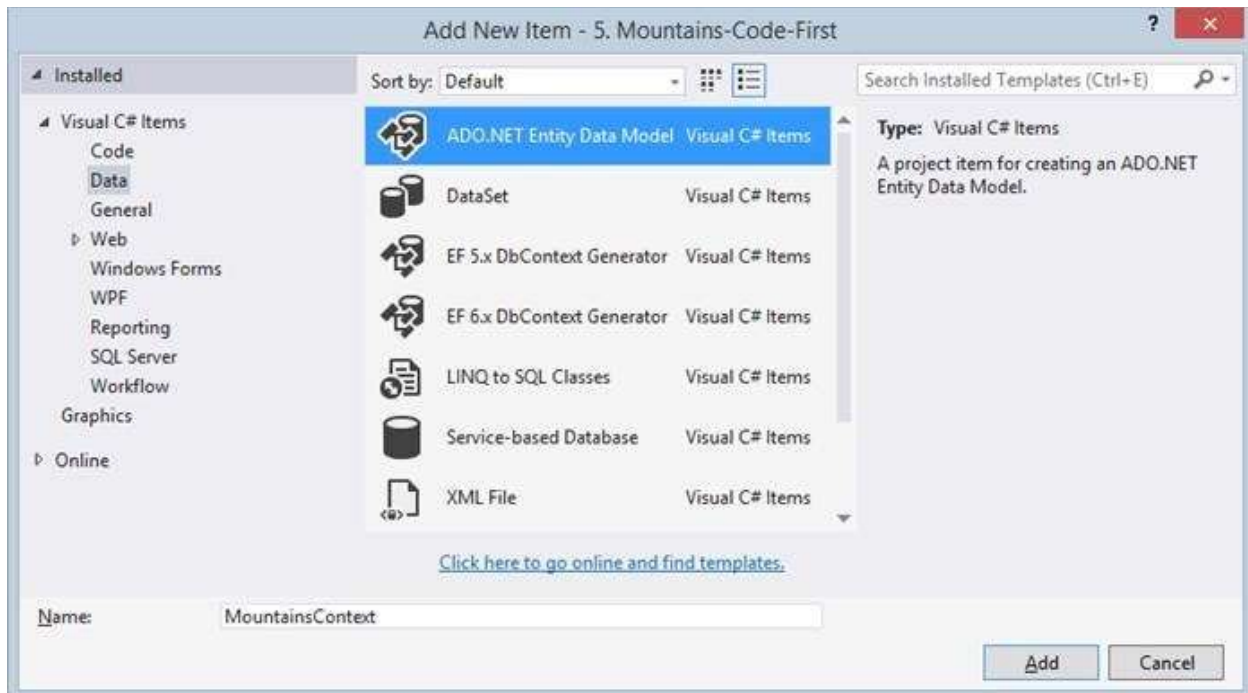 Add New Item - 5. Mountains-Code-First
?
Installed
Sort by: Default
Search Installed Templates (Ctrl+E)
Visual C# Items
Code
Data
General
Web
Windows Forms
WPF
Reporting
SQL Server
Workflow
Graphics
Online
ADO.NET Entity Data Model Visual C# Items
DataSet Visual C# Items
EF 5.x DbContext Generator Visual C# Items
EF 6.x DbContext Generator Visual C# Items
LINQ to SQL Classes Visual C# Items
Service-based Database Visual C# Items
XML File Visual C# Items
Type: Visual C# Items
A project item for creating an ADO.NET
Entity Data Model.
Click here to go online and find templates.
Name: MountainsContext
Add Cancel